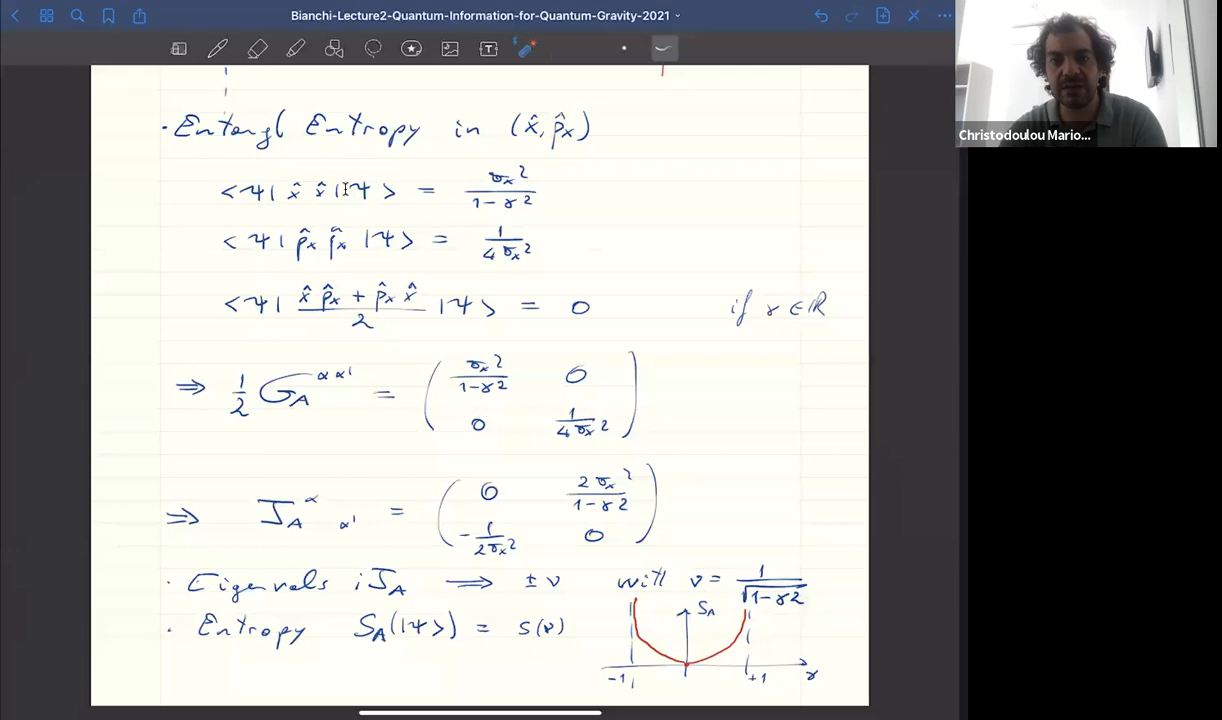 Bianchi-Lecture2-Quantum-Information-for-Quantum-Gravity-2021
Christodoulou Mario...
· Entangl Entropy in (x̂, p̂ₓ)
<ψ| x̂ x̂ |ψ> = σₓ² / (1-γ²)
<ψ| p̂ₓ p̂ₓ |ψ> = 1 / (4σₓ²)
<ψ| (x̂ p̂ₓ + p̂ₓ x̂) / 2 |ψ> = 0 if γ ∈ ℝ
⇒ 1/2 G_A^{αα'} = ( σₓ²/(1-γ²) 0 ; 0 1/(4σₓ²) )
⇒ J_A^α_{α'} = ( 0 2σₓ²/(1-γ²) ; -1/(2σₓ²) 0 )
· Eigenvals iJ_A ⟹ ± ν with ν = 1/√(1-γ²)
· Entropy S_A(|ψ>) = s(ν)
S_A
-1 +1 γ